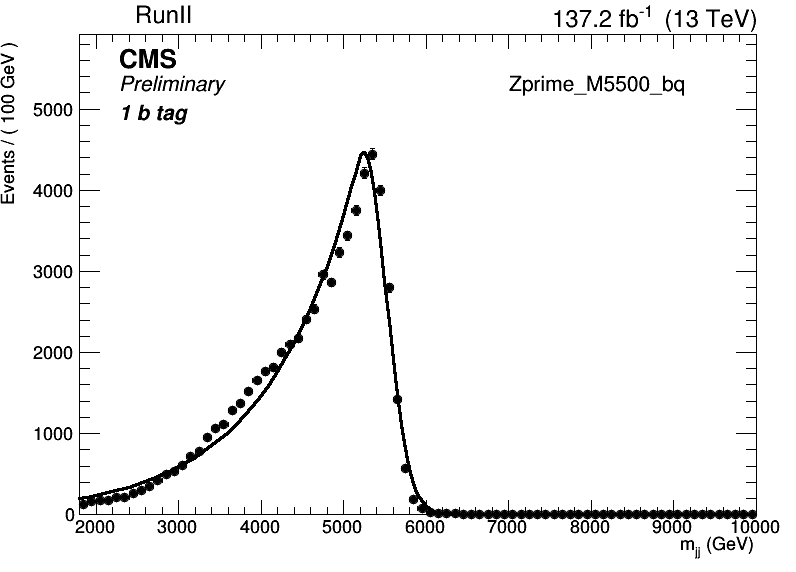 RunII
137.2 fb⁻¹ (13 TeV)
CMS
Preliminary
1 b tag
Zprime_M5500_bq
Events / ( 100 GeV )
5000
4000
3000
2000
1000
0
2000 3000 4000 5000 6000 7000 8000 9000 10000
m_jj (GeV)